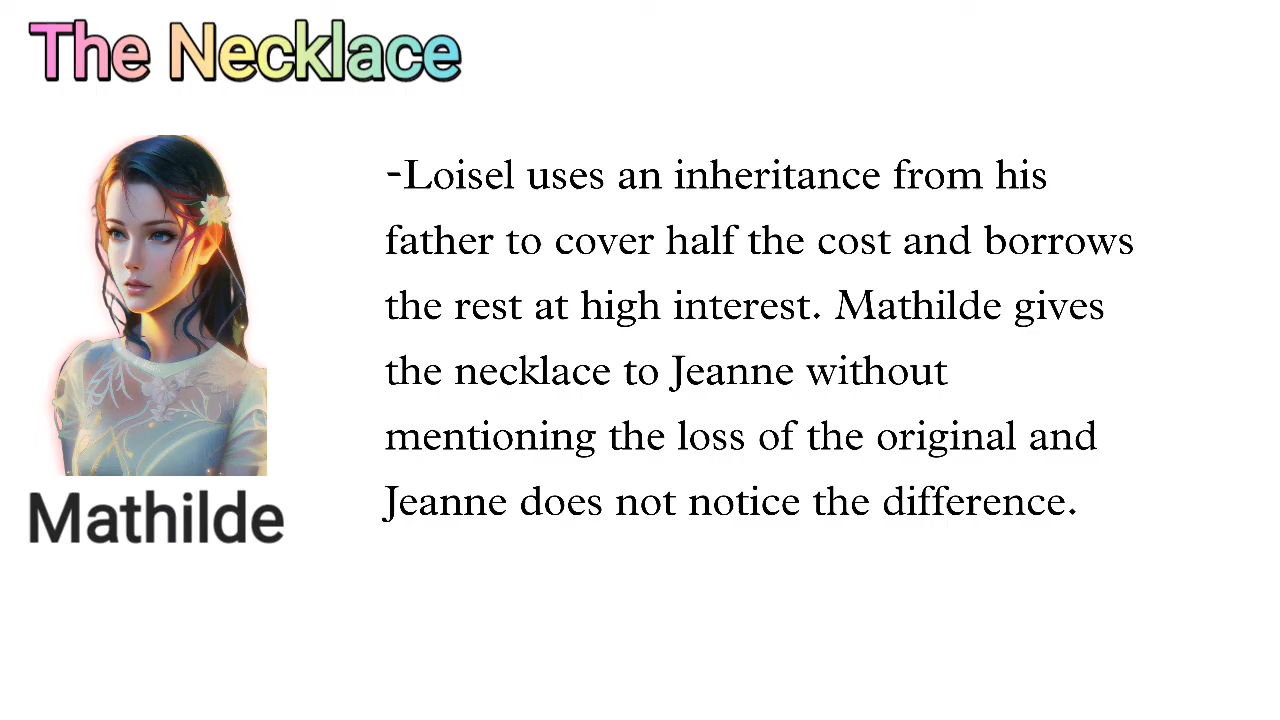 The Necklace
-Loisel uses an inheritance from his
father to cover half the cost and borrows
the rest at high interest. Mathilde gives
the necklace to Jeanne without
mentioning the loss of the original and
Jeanne does not notice the difference.
Mathilde